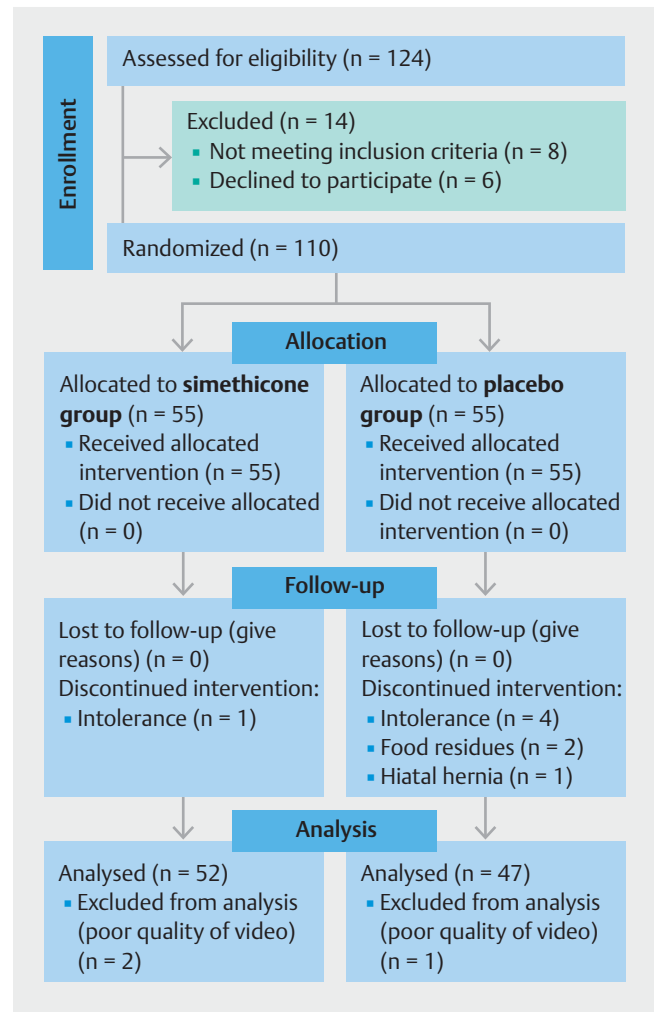 Enrollment
Assessed for eligibility (n = 124)
Excluded (n = 14)
▪ Not meeting inclusion criteria (n = 8)
▪ Declined to participate (n = 6)
Randomized (n = 110)
Allocation
Allocated to simethicone
group (n = 55)
▪ Received allocated
intervention (n = 55)
▪ Did not receive allocated
(n = 0)
Allocated to placebo
group (n = 55)
▪ Received allocated
intervention (n = 55)
▪ Did not receive allocated
intervention (n = 0)
Follow-up
Lost to follow-up (give
reasons) (n = 0)
Discontinued intervention:
▪ Intolerance (n = 1)
Lost to follow-up (give
reasons) (n = 0)
Discontinued intervention:
▪ Intolerance (n = 4)
▪ Food residues (n = 2)
▪ Hiatal hernia (n = 1)
Analysis
Analysed (n = 52)
▪ Excluded from analysis
(poor quality of video)
(n = 2)
Analysed (n = 47)
▪ Excluded from analysis
(poor quality of video)
(n = 1)